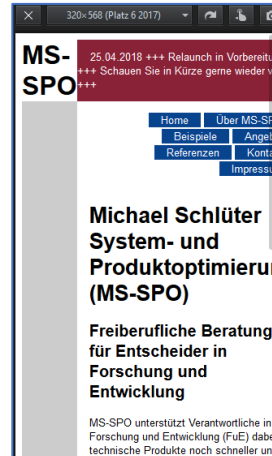 320×568 (Platz 6 2017)
MS-
SPO
25.04.2018 +++ Relaunch in Vorbereitu
+++ Schauen Sie in Kürze gerne wieder v
+++
Home Über MS-SP
Beispiele Angeb
Referenzen Konta
Impressu
Michael Schlüter
System- und
Produktoptimieru
(MS-SPO)
Freiberufliche Beratung
für Entscheider in
Forschung und
Entwicklung
MS-SPO unterstützt Verantwortliche in
Forschung und Entwicklung (FuE) dabe
technische Produkte noch schneller un